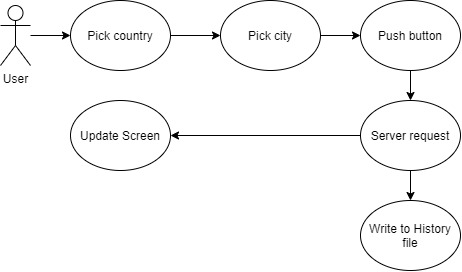 Pick country
Pick city
Push button
User
Update Screen
Server request
Write to History
file